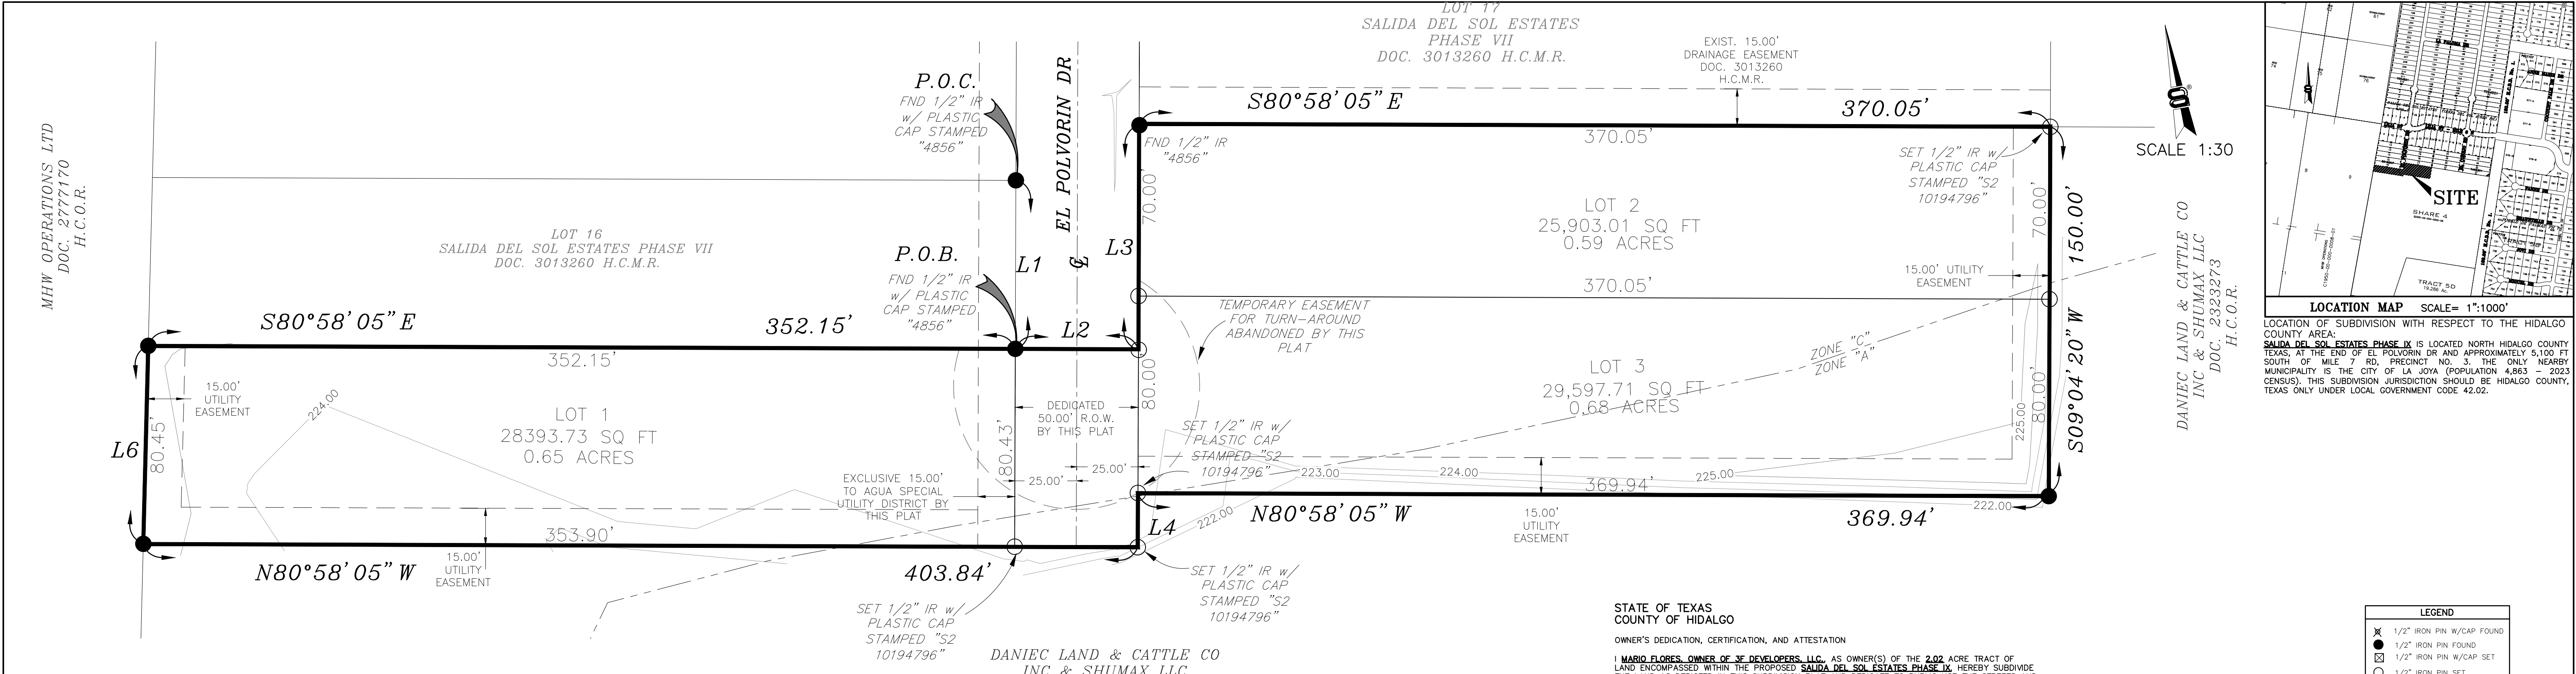 LOT 17
SALIDA DEL SOL ESTATES
PHASE VII
DOC. 3013260 H.C.M.R.
EXIST. 15.00'
DRAINAGE EASEMENT
DOC. 3013260
H.C.M.R.
P.O.C.
FND 1/2" IR
w/ PLASTIC
CAP STAMPED
"4856"
EL POLVORIN DR
S80°58'05"E
370.05'
370.05'
FND 1/2" IR
"4856"
SET 1/2" IR w/
PLASTIC CAP
STAMPED "S2
10194796"
SCALE 1:30
MHW OPERATIONS LTD
DOC. 2777170
H.C.O.R.
LOT 16
SALIDA DEL SOL ESTATES PHASE VII
DOC. 3013260 H.C.M.R.
P.O.B.
FND 1/2" IR
w/ PLASTIC
CAP STAMPED
"4856"
L1
L3
70.00'
LOT 2
25,903.01 SQ FT
0.59 ACRES
70.00'
150.00'
15.00' UTILITY
EASEMENT
370.05'
S80°58'05"E
352.15'
L2
352.15'
TEMPORARY EASEMENT
FOR TURN-AROUND
ABANDONED BY THIS
PLAT
ZONE "C"
ZONE "A"
S09°04'20"W
DANIEC LAND & CATTLE CO
INC & SHUMAX LLC
DOC. 2323273
H.C.O.R.
15.00'
UTILITY
EASEMENT
224.00
L6
80.45'
LOT 1
28393.73 SQ FT
0.65 ACRES
DEDICATED
50.00' R.O.W.
BY THIS PLAT
80.00'
80.43'
25.00'
25.00'
LOT 3
29,597.71 SQ FT
0.68 ACRES
80.00'
225.00
SET 1/2" IR w/
PLASTIC CAP
STAMPED "S2
10194796"
223.00
224.00
225.00
369.94'
222.00
EXCLUSIVE 15.00'
TO AGUA SPECIAL
UTILITY DISTRICT BY
THIS PLAT
353.90'
15.00'
UTILITY
EASEMENT
N80°58'05"W
403.84'
L4
222.00
N80°58'05"W
15.00'
UTILITY
EASEMENT
369.94'
SET 1/2" IR w/
PLASTIC CAP
STAMPED "S2
10194796"
SET 1/2" IR w/
PLASTIC CAP
STAMPED "S2
10194796"
DANIEC LAND & CATTLE CO
INC & SHUMAX LLC
SITE
SHARE 4
TRACT 5D
19.286 Ac.
LOCATION MAP SCALE= 1":1000'
LOCATION OF SUBDIVISION WITH RESPECT TO THE HIDALGO
COUNTY AREA:
SALIDA DEL SOL ESTATES PHASE IX IS LOCATED NORTH HIDALGO COUNTY
TEXAS, AT THE END OF EL POLVORIN DR AND APPROXIMATELY 5,100 FT
SOUTH OF MILE 7 RD, PRECINCT NO. 3. THE ONLY NEARBY
MUNICIPALITY IS THE CITY OF LA JOYA (POPULATION 4,863 – 2023
CENSUS). THIS SUBDIVISION JURISDICTION SHOULD BE HIDALGO COUNTY,
TEXAS ONLY UNDER LOCAL GOVERNMENT CODE 42.02.
STATE OF TEXAS
COUNTY OF HIDALGO
OWNER'S DEDICATION, CERTIFICATION, AND ATTESTATION
I MARIO FLORES, OWNER OF 3F DEVELOPERS, LLC., AS OWNER(S) OF THE 2.02 ACRE TRACT OF
LAND ENCOMPASSED WITHIN THE PROPOSED SALIDA DEL SOL ESTATES PHASE IX, HEREBY SUBDIVIDE
LEGEND
1/2" IRON PIN W/CAP FOUND
1/2" IRON PIN FOUND
1/2" IRON PIN W/CAP SET
1/2" IRON PIN SET